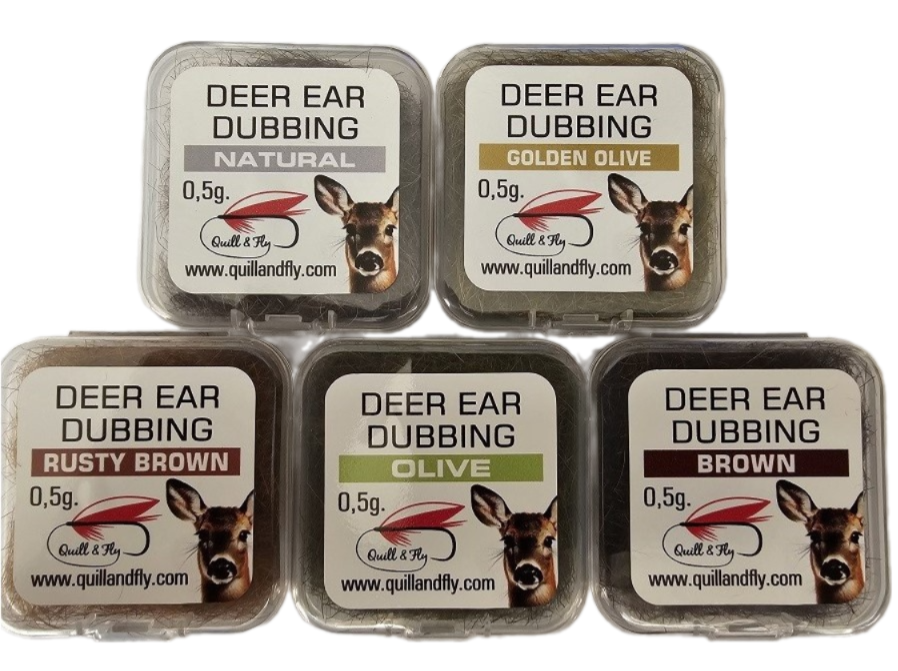 DEER EAR
DUBBING
NATURAL
0,5g.
Quill & Fly
www.quillandfly.com
DEER EAR
DUBBING
GOLDEN OLIVE
0,5g.
Quill & Fly
www.quillandfly.com
DEER EAR
DUBBING
RUSTY BROWN
0,5g.
Quill & Fly
www.quillandfly.com
DEER EAR
DUBBING
OLIVE
0,5g.
Quill & Fly
www.quillandfly.com
DEER EAR
DUBBING
BROWN
0,5g.
Quill & Fly
www.quillandfly.com